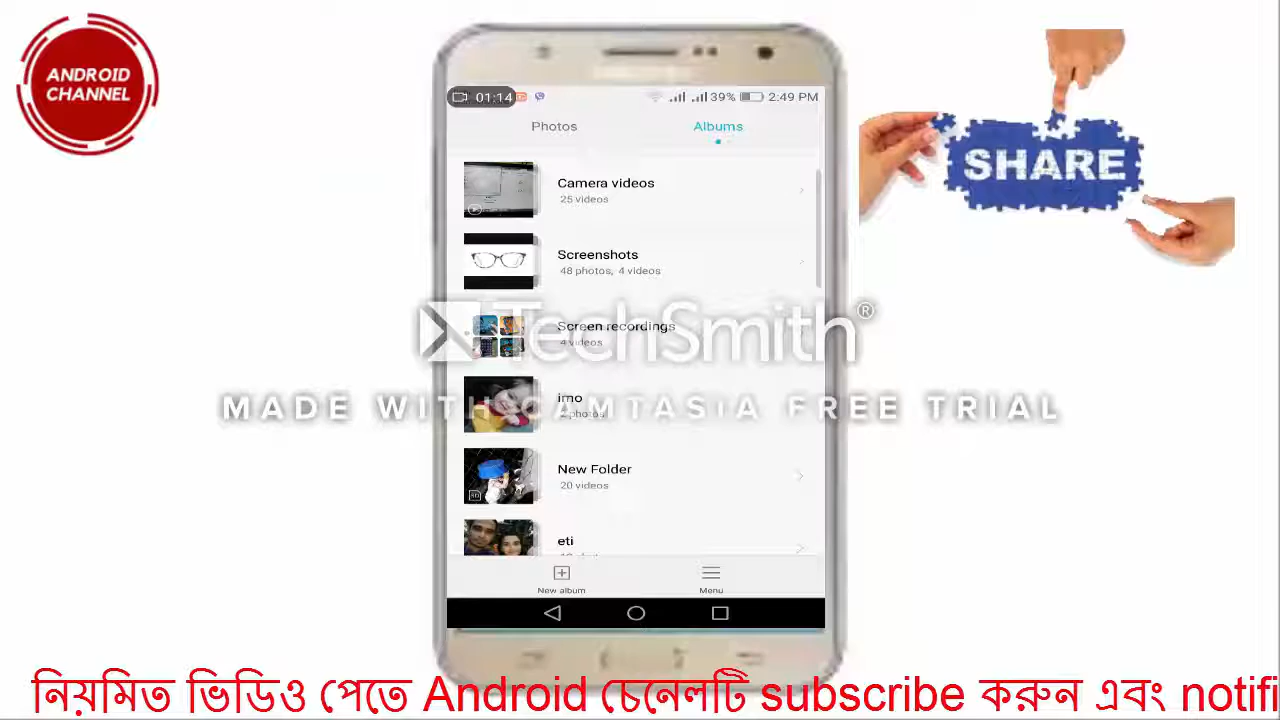 ANDROID
CHANNEL
01:14
39%
2:49 PM
Photos
Albums
Camera videos
25 videos
Screenshots
48 photos, 4 videos
Screen recordings
4 videos
imo
2 photos
New Folder
20 videos
eti
New album
Menu
SHARE
TechSmith®
MADE WITH CAMTASIA FREE TRIAL
নিয়মিত ভিডিও পেতে Android চেনেলটি subscribe করুন এবং notifi